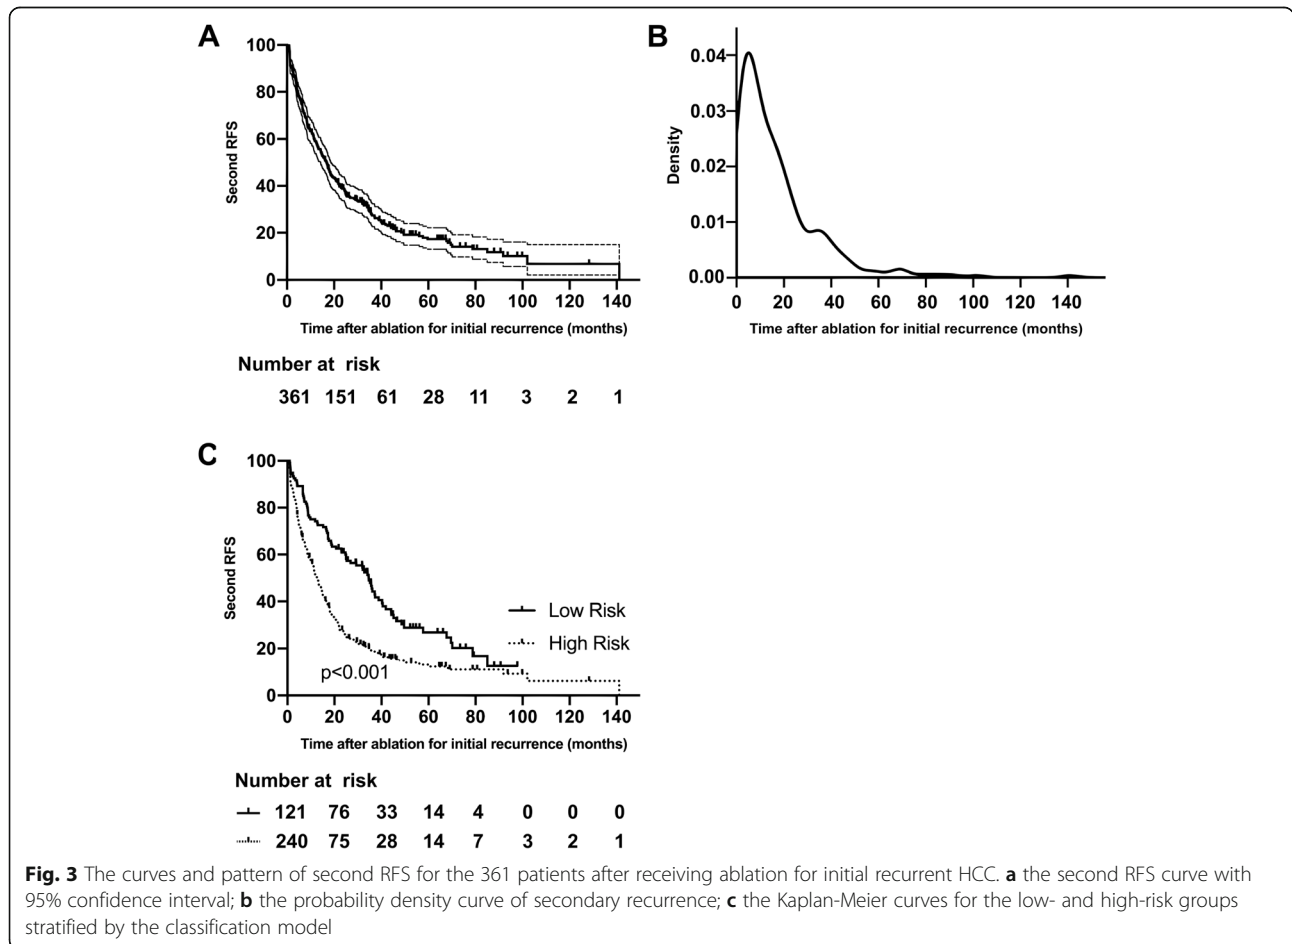 A
100
80
60
40
20
0
Second RFS
0 20 40 60 80 100 120 140
Time after ablation for initial recurrence (months)
Number at risk
361 151 61 28 11 3 2 1
B
0.04
0.03
0.02
0.01
0.00
Density
0 20 40 60 80 100 120 140
Time after ablation for initial recurrence (months)
C
100
80
60
40
20
0
Second RFS
Low Risk
High Risk
p<0.001
0 20 40 60 80 100 120 140
Time after ablation for initial recurrence (months)
Number at risk
121 76 33 14 4 0 0 0
240 75 28 14 7 3 2 1
Fig. 3 The curves and pattern of second RFS for the 361 patients after receiving ablation for initial recurrent HCC. a the second RFS curve with
95% confidence interval; b the probability density curve of secondary recurrence; c the Kaplan-Meier curves for the low- and high-risk groups
stratified by the classification model